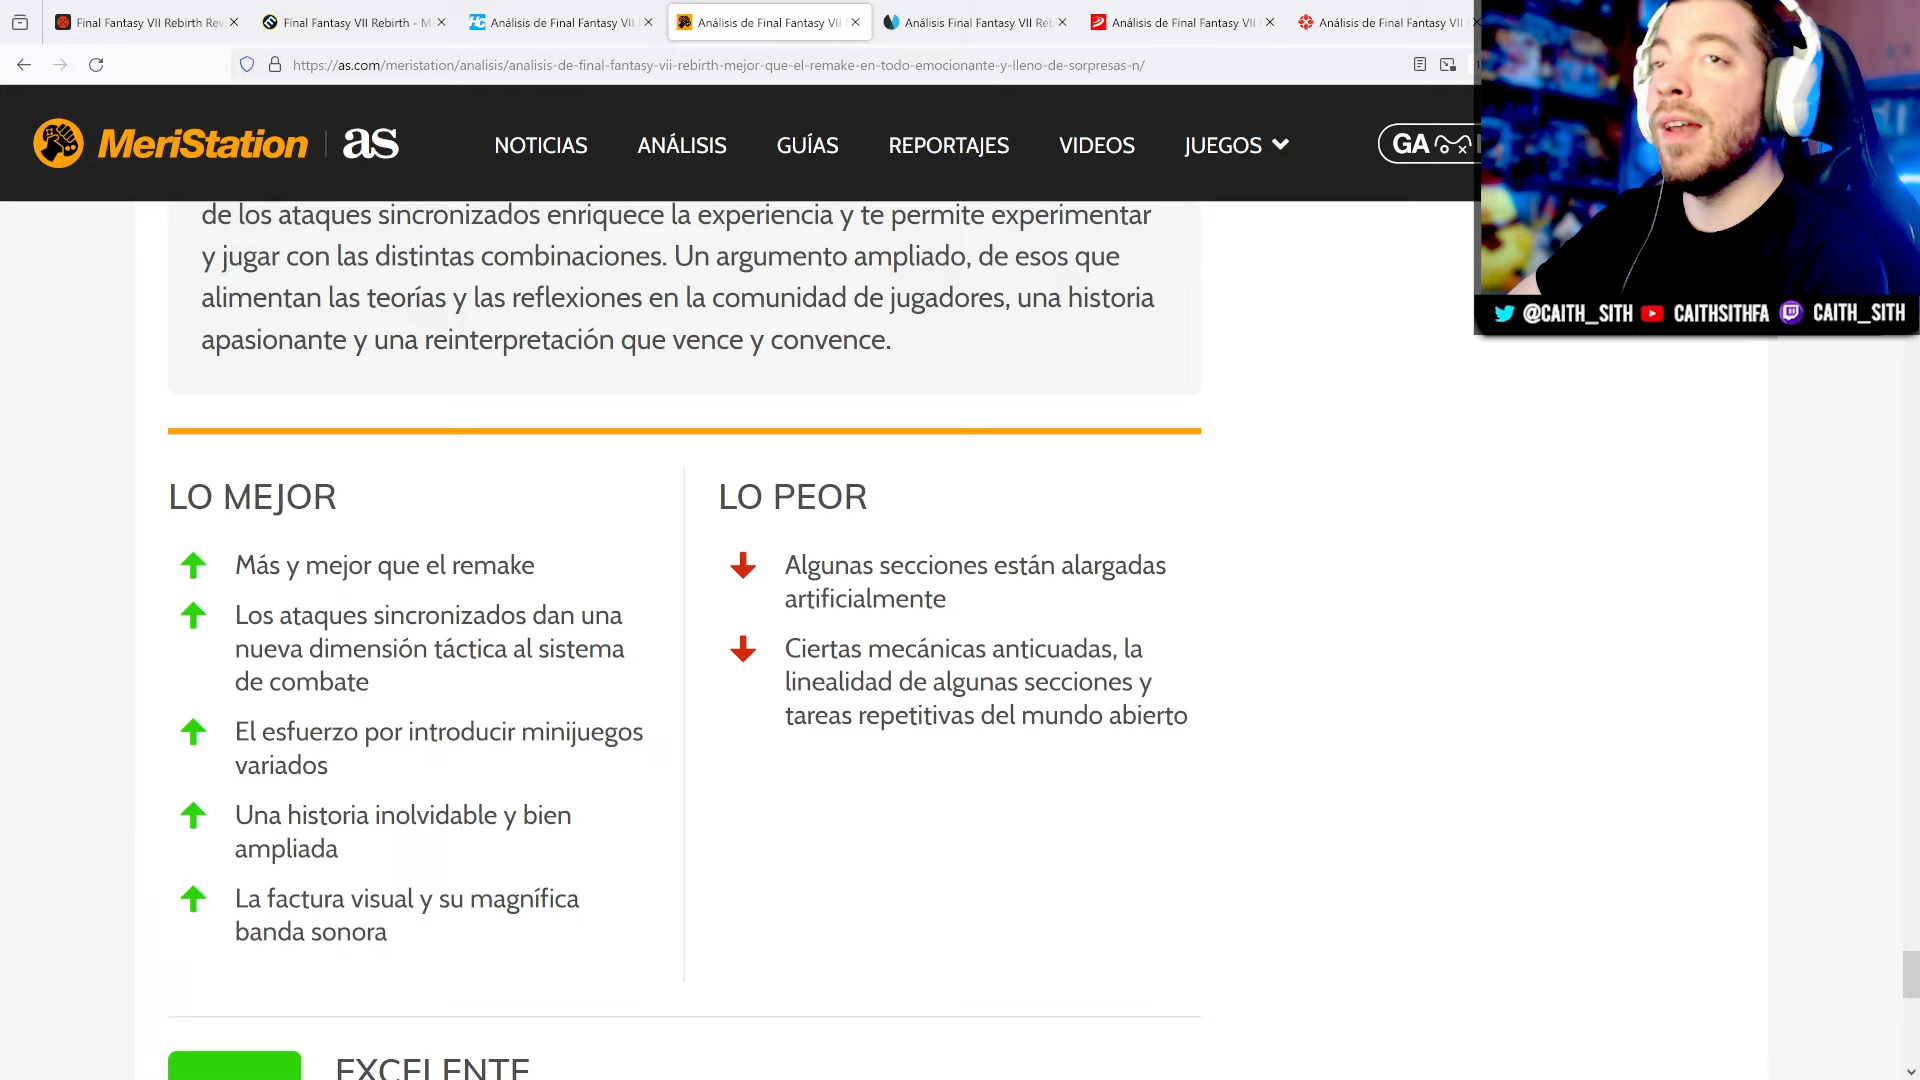 Final Fantasy VII Rebirth Rev
Final Fantasy VII Rebirth - M
Análisis de Final Fantasy VII
Análisis de Final Fantasy VII
Análisis Final Fantasy VII Reb
Análisis de Final Fantasy VII
Análisis de Final Fantasy VII
https://as.com/meristation/analisis/analisis-de-final-fantasy-vii-rebirth-mejor-que-el-remake-en-todo-emocionante-y-lleno-de-sorpresas-n/
MeriStation as NOTICIAS ANÁLISIS GUÍAS REPORTAJES VIDEOS JUEGOS GA
@CAITH_SITH CAITHSITHFA CAITH_SITH
de los ataques sincronizados enriquece la experiencia y te permite experimentar
y jugar con las distintas combinaciones. Un argumento ampliado, de esos que
alimentan las teorías y las reflexiones en la comunidad de jugadores, una historia
apasionante y una reinterpretación que vence y convence.
LO MEJOR
Más y mejor que el remake
Los ataques sincronizados dan una
nueva dimensión táctica al sistema
de combate
El esfuerzo por introducir minijuegos
variados
Una historia inolvidable y bien
ampliada
La factura visual y su magnífica
banda sonora
LO PEOR
Algunas secciones están alargadas
artificialmente
Ciertas mecánicas anticuadas, la
linealidad de algunas secciones y
tareas repetitivas del mundo abierto
EXCELENTE